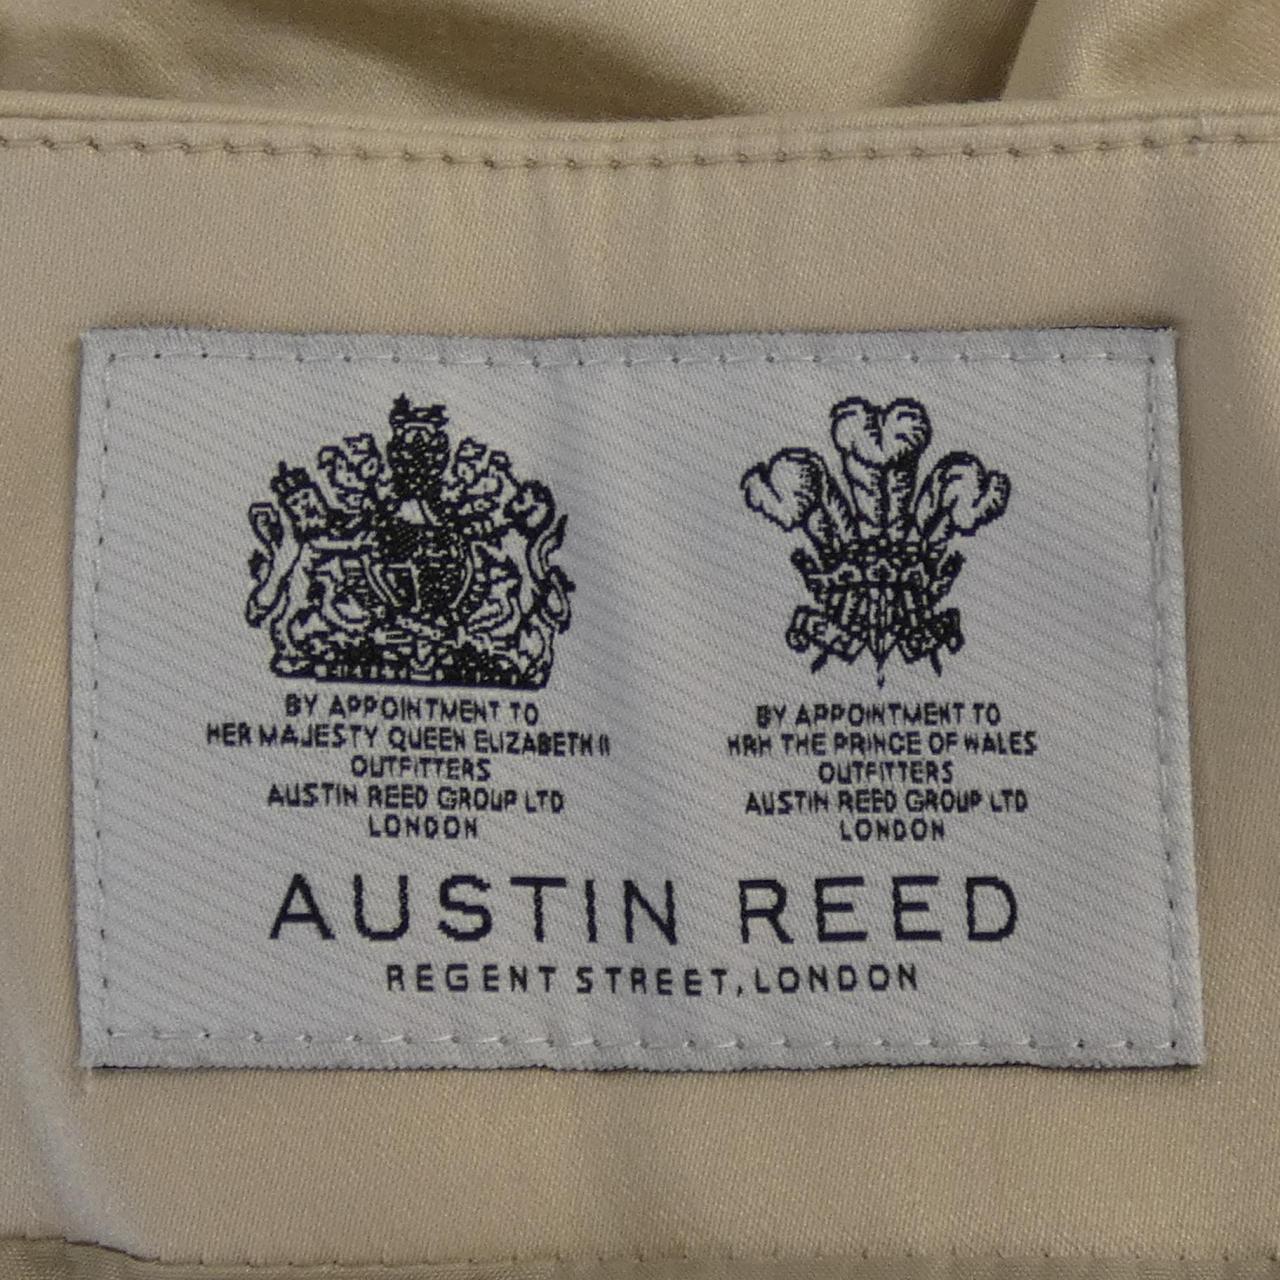 BY APPOINTMENT TO
HER MAJESTY QUEEN ELIZABETH II
OUTFITTERS
AUSTIN REED GROUP LTD
LONDON
BY APPOINTMENT TO
HRH THE PRINCE OF WALES
OUTFITTERS
AUSTIN REED GROUP LTD
LONDON
AUSTIN REED
REGENT STREET, LONDON